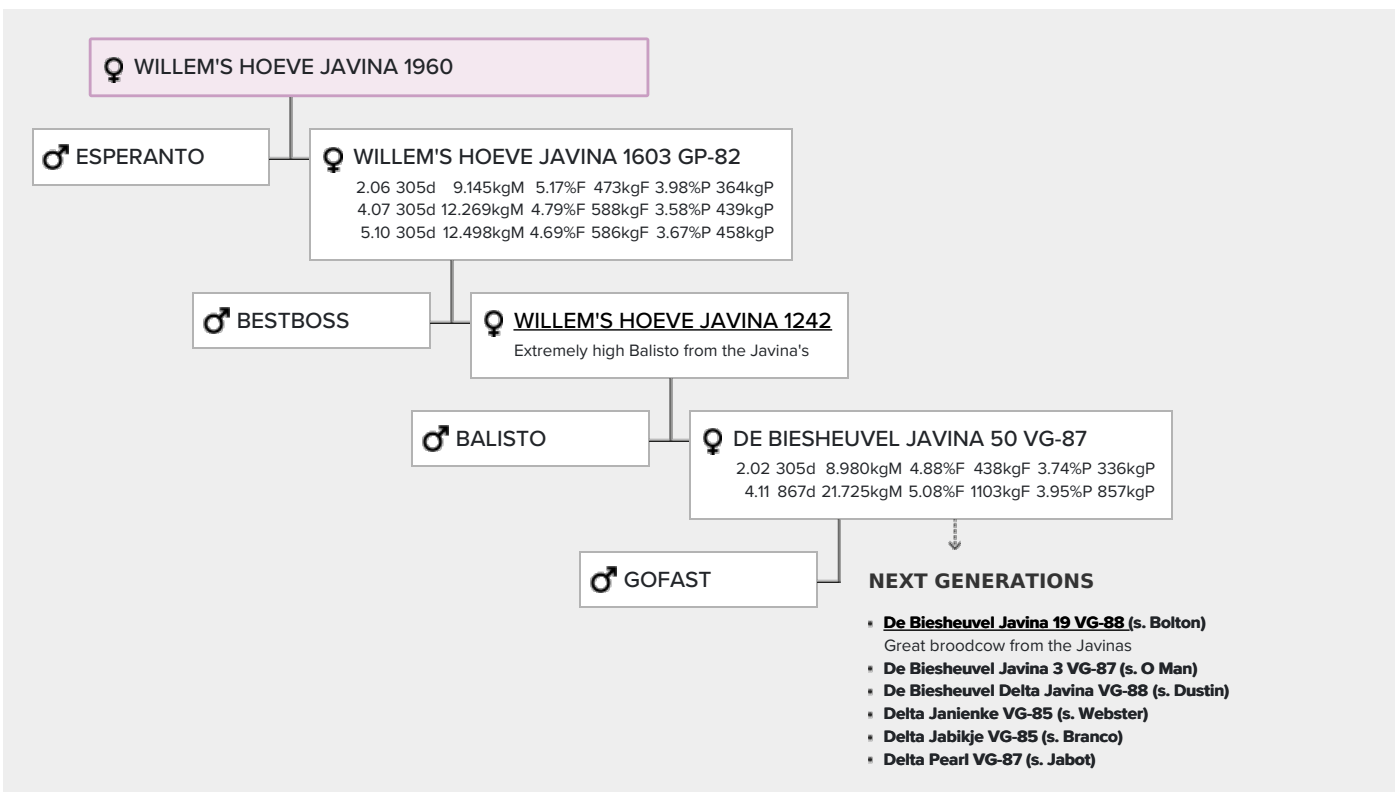 WILLEM'S HOEVE JAVINA 1960
ESPERANTO
WILLEM'S HOEVE JAVINA 1603 GP-82
2.06 305d 9.145kgM 5.17%F 473kgF 3.98%P 364kgP
4.07 305d 12.269kgM 4.79%F 588kgF 3.58%P 439kgP
5.10 305d 12.498kgM 4.69%F 586kgF 3.67%P 458kgP
BESTBOSS
WILLEM'S HOEVE JAVINA 1242
Extremely high Balisto from the Javina's
BALISTO
DE BIESHEUVEL JAVINA 50 VG-87
2.02 305d 8.980kgM 4.88%F 438kgF 3.74%P 336kgP
4.11 867d 21.725kgM 5.08%F 1103kgF 3.95%P 857kgP
GOFAST
NEXT GENERATIONS
De Biesheuvel Javina 19 VG-88 (s. Bolton)
Great broodcow from the Javinas
De Biesheuvel Javina 3 VG-87 (s. O Man)
De Biesheuvel Delta Javina VG-88 (s. Dustin)
Delta Janienke VG-85 (s. Webster)
Delta Jabikje VG-85 (s. Branco)
Delta Pearl VG-87 (s. Jabot)